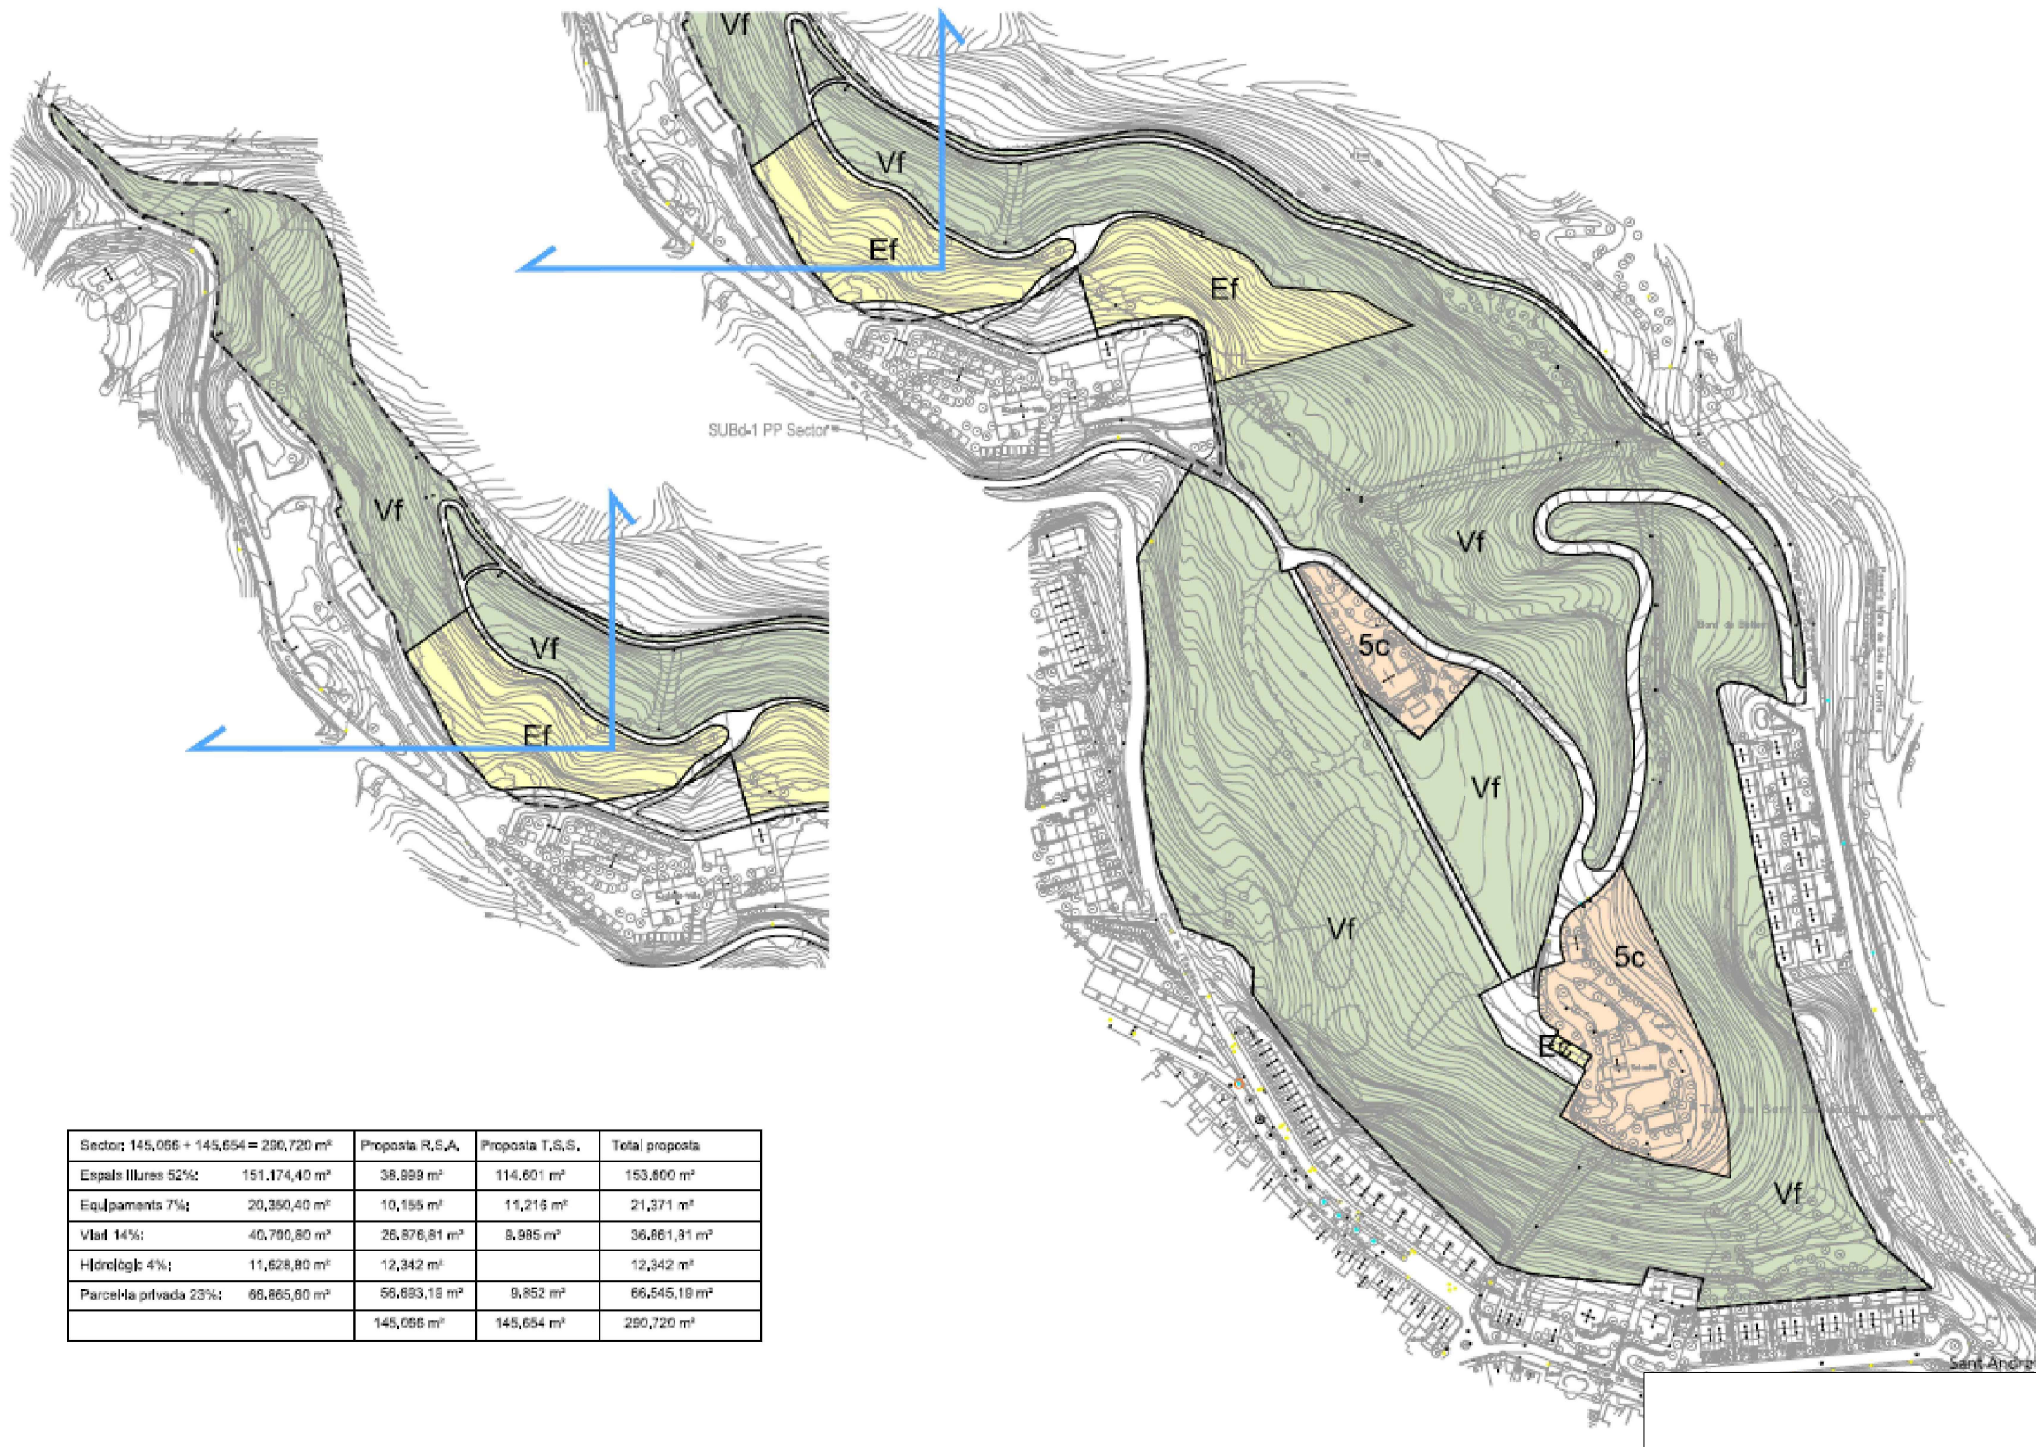 Vf
Vf
Ef
Ef
SUBd-1 PP Sector
Vf
Vf
Vf
Ef
5c
Vf
Vf
5c
Vf
Sant Andreu
Sector: 145,066 + 145,654 = 290,720 m² Proposta R.S.A. Proposta T.S.S. Total proposta
Espais lliures 52%: 151.174,40 m² 38,999 m² 114,601 m² 153,600 m²
Equipaments 7%: 20,350,40 m² 10,155 m² 11,216 m² 21,371 m²
Viari 14%: 40,700,80 m² 26,876,81 m² 9,985 m² 36,861,81 m²
Hidrològic 4%: 11,628,80 m² 12,342 m² 12,342 m²
Parcel·la privada 23%: 66,865,60 m² 56,693,19 m² 9,852 m² 66,545,19 m²
145,066 m² 145,654 m² 290,720 m²